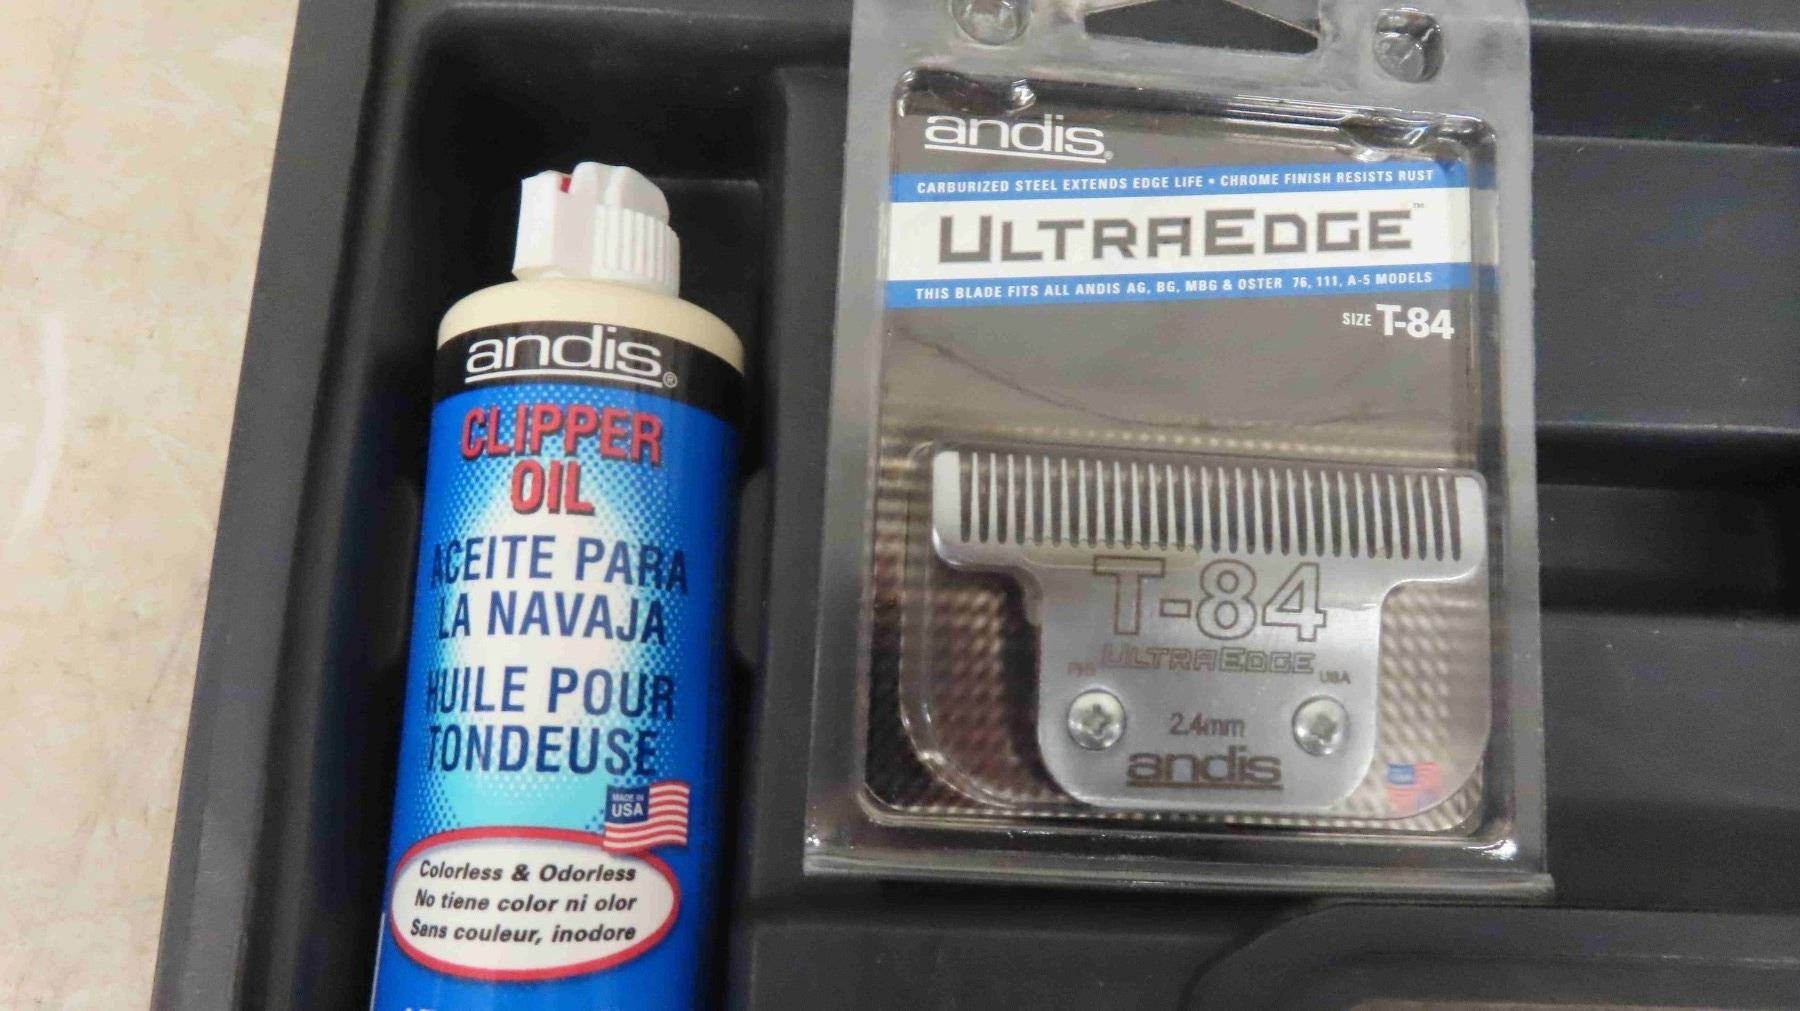 andis®
CLIPPER
OIL
ACEITE PARA
LA NAVAJA
HUILE POUR
TONDEUSE
MADE IN
USA
Colorless & Odorless
No tiene color ni olor
Sans couleur, inodore
andis®
CARBURIZED STEEL EXTENDS EDGE LIFE • CHROME FINISH RESISTS RUST
ULTRAEDGE™
THIS BLADE FITS ALL ANDIS AG, BG, MBG & OSTER 76, 111, A-5 MODELS
SIZE T-84
T-84
ULTRAEDGE
USA
2.4mm
andis